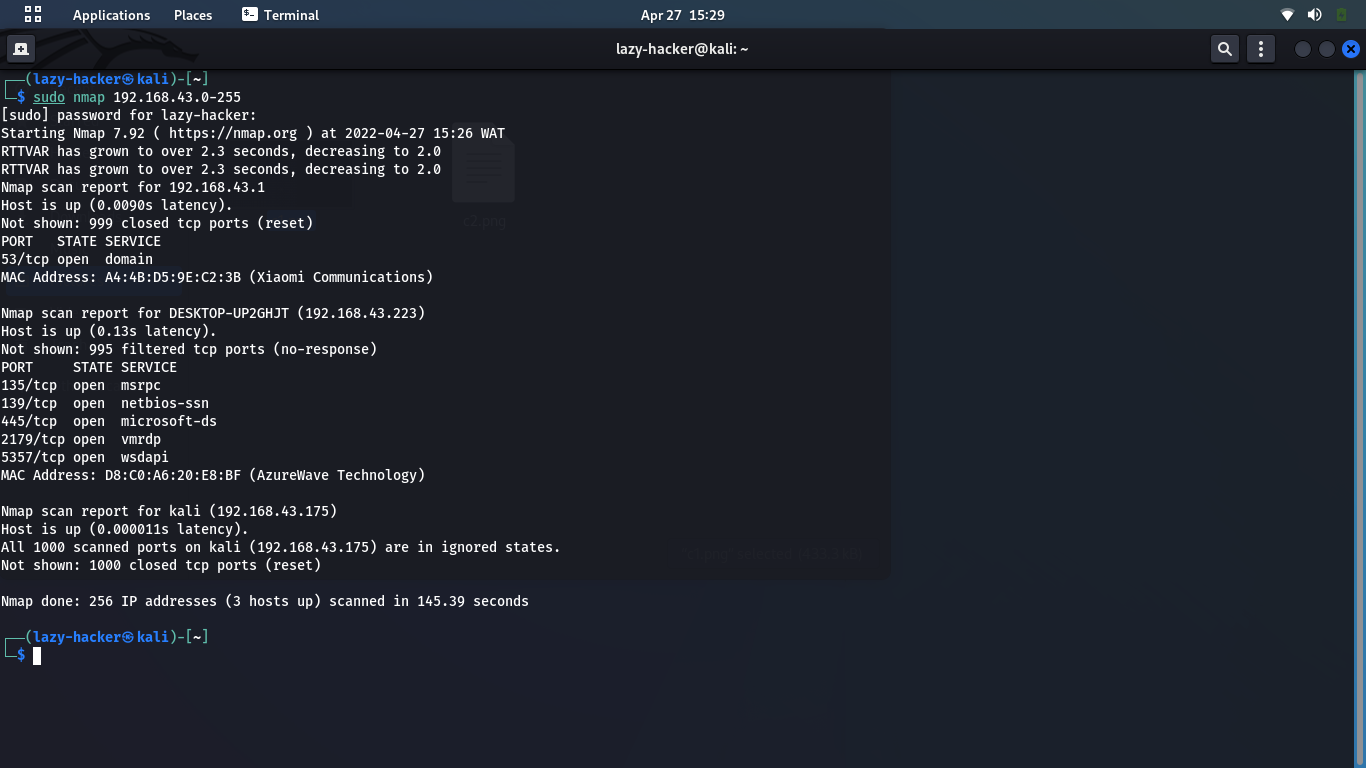 Applications Places Terminal Apr 27 15:29
lazy-hacker@kali: ~
┌──(lazy-hacker㉿kali)-[~]
└─$ sudo nmap 192.168.43.0-255
[sudo] password for lazy-hacker:
Starting Nmap 7.92 ( https://nmap.org ) at 2022-04-27 15:26 WAT
RTTVAR has grown to over 2.3 seconds, decreasing to 2.0
RTTVAR has grown to over 2.3 seconds, decreasing to 2.0
Nmap scan report for 192.168.43.1
Host is up (0.0090s latency).
Not shown: 999 closed tcp ports (reset)
c2.png
PORT   STATE SERVICE
53/tcp open  domain
MAC Address: A4:4B:D5:9E:C2:3B (Xiaomi Communications)
Nmap scan report for DESKTOP-UP2GHJT (192.168.43.223)
Host is up (0.13s latency).
Not shown: 995 filtered tcp ports (no-response)
PORT     STATE SERVICE
135/tcp  open  msrpc
139/tcp  open  netbios-ssn
445/tcp  open  microsoft-ds
2179/tcp open  vmrdp
5357/tcp open  wsdapi
MAC Address: D8:C0:A6:20:E8:BF (AzureWave Technology)
Nmap scan report for kali (192.168.43.175)
Host is up (0.000011s latency).
All 1000 scanned ports on kali (192.168.43.175) are in ignored states.
Not shown: 1000 closed tcp ports (reset)
Nmap done: 256 IP addresses (3 hosts up) scanned in 145.39 seconds
┌──(lazy-hacker㉿kali)-[~]
└─$